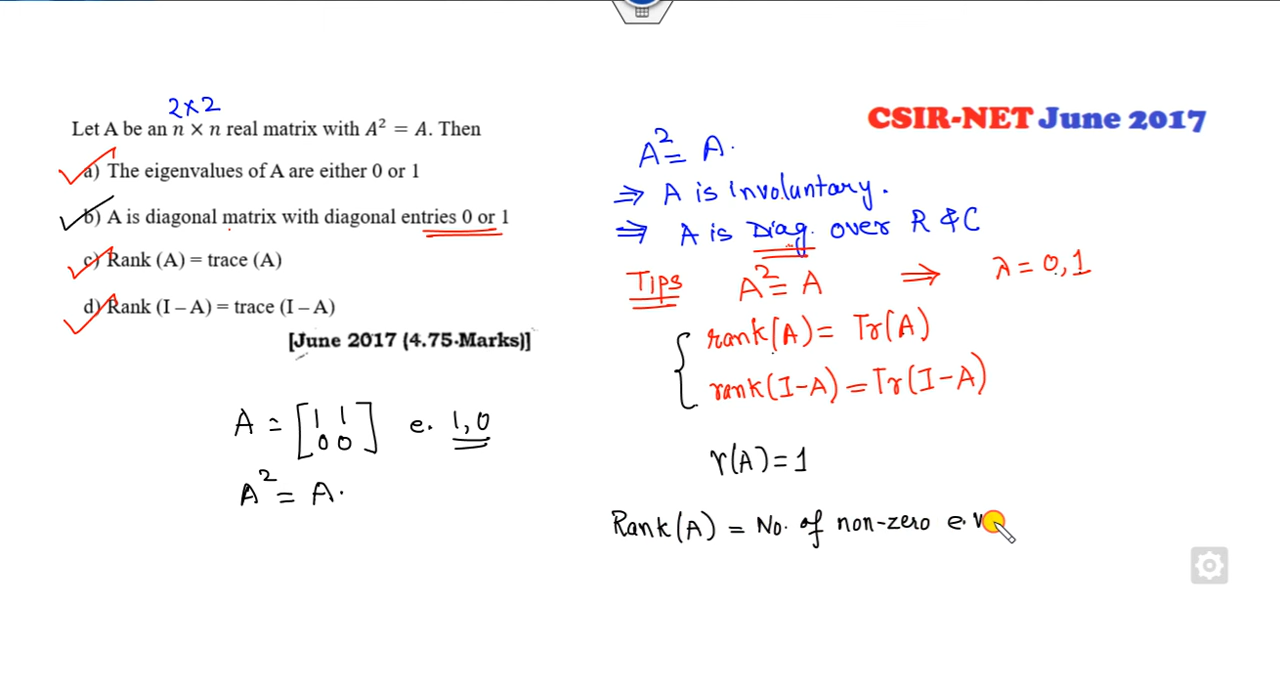 2×2
Let A be an n × n real matrix with A² = A. Then
a) The eigenvalues of A are either 0 or 1
b) A is diagonal matrix with diagonal entries 0 or 1
c) Rank (A) = trace (A)
d) Rank (I – A) = trace (I – A)
[June 2017 (4.75-Marks)]
A = [1 1 0 0] e. 1,0
A² = A.
CSIR-NET June 2017
A² = A.
⇒ A is Involuntary.
⇒ A is Diag. over R & C
Tips A² = A ⇒ λ = 0,1
rank(A) = Tr(A)
rank(I-A) = Tr(I-A)
r(A) = 1
Rank(A) = No. of non-zero e.v